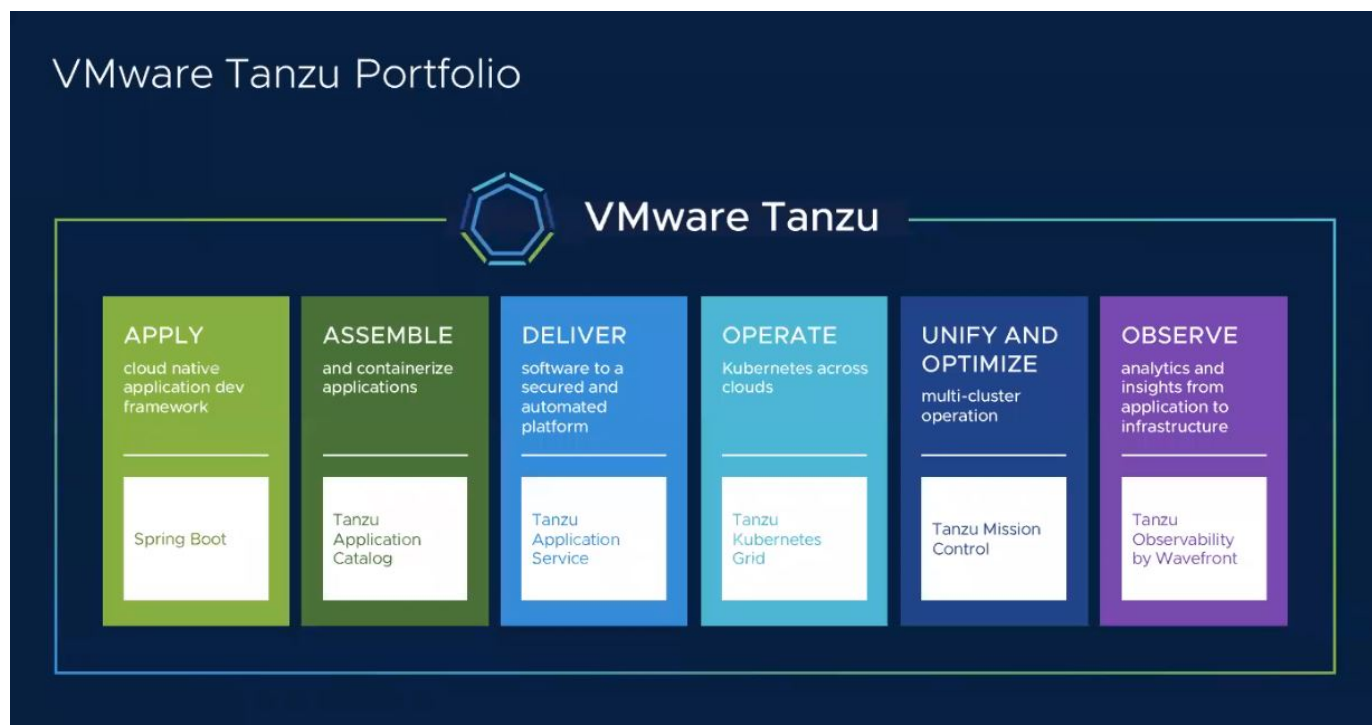 VMware Tanzu Portfolio
VMware Tanzu
APPLY
cloud native
application dev
framework
Spring Boot
ASSEMBLE
and containerize
applications
Tanzu
Application
Catalog
DELIVER
software to a
secured and
automated
platform
Tanzu
Application
Service
OPERATE
Kubernetes across
clouds
Tanzu
Kubernetes
Grid
UNIFY AND
OPTIMIZE
multi-cluster
operation
Tanzu Mission
Control
OBSERVE
analytics and
insights from
application to
infrastructure
Tanzu
Observability
by Wavefront